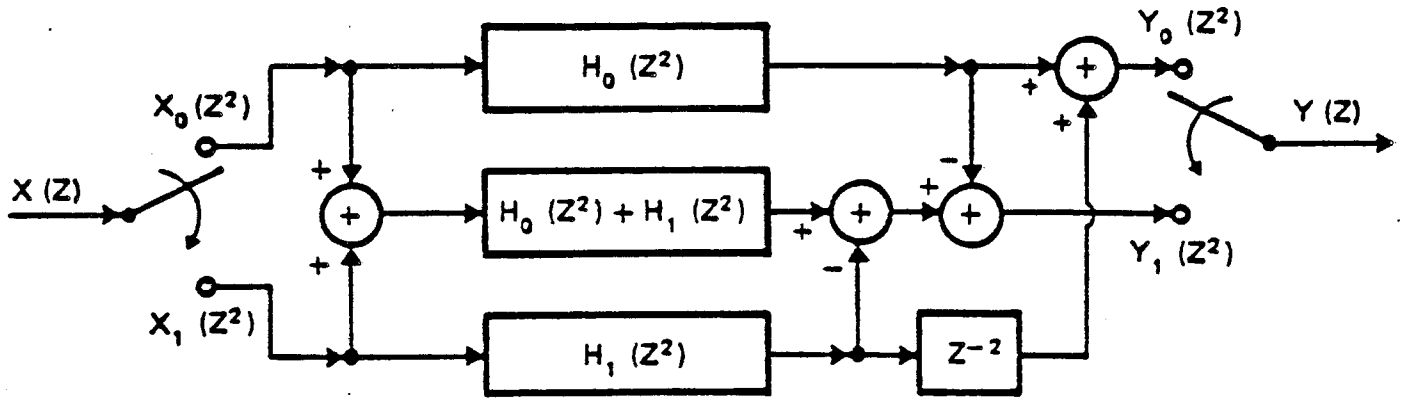 Y₀ (Z²)
H₀ (Z²)
+
X₀ (Z²)
+
+
Y (Z)
+
−
X (Z)
+
+
H₀ (Z²) + H₁ (Z²)
+
+
+
+
−
Y₁ (Z²)
+
X₁ (Z²)
H₁ (Z²)
Z⁻²